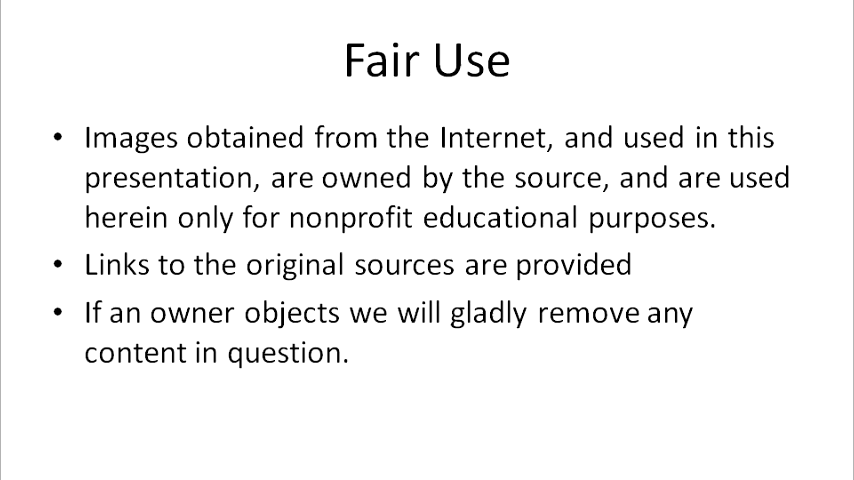 Fair Use
• Images obtained from the Internet, and used in this
presentation, are owned by the source, and are used
herein only for nonprofit educational purposes.
• Links to the original sources are provided
• If an owner objects we will gladly remove any
content in question.